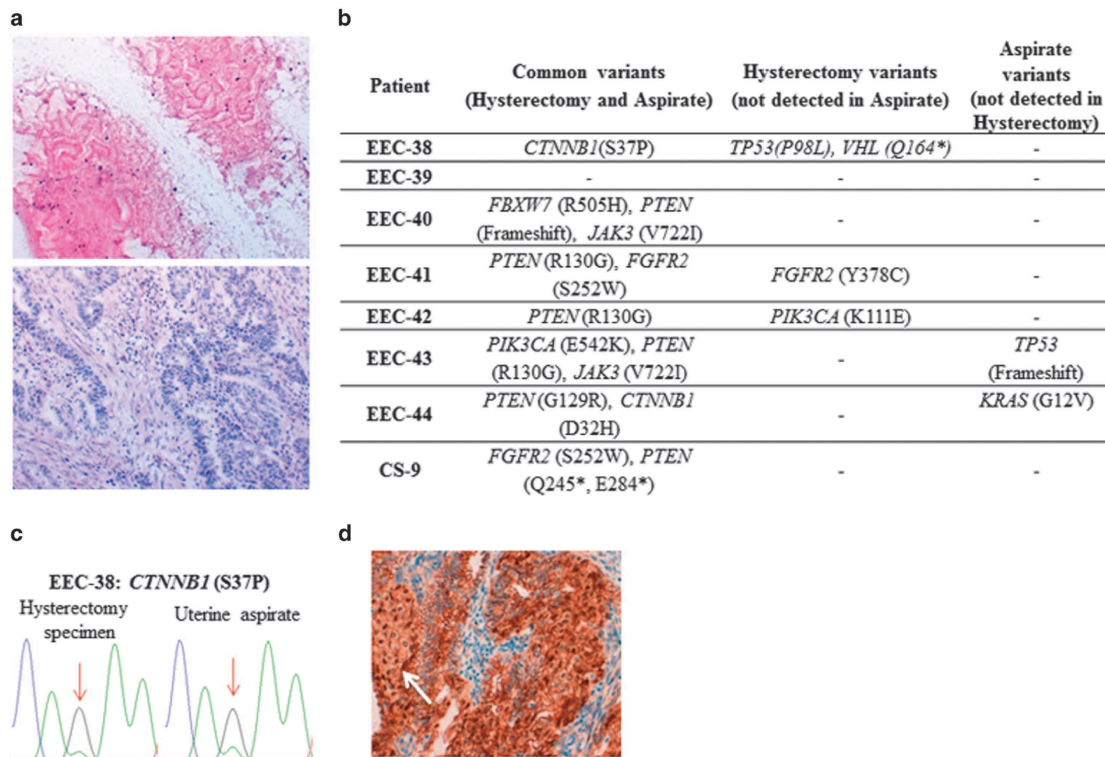 a
b
Patient
Common variants
(Hysterectomy and Aspirate)
Hysterectomy variants
(not detected in Aspirate)
Aspirate
variants
(not detected in
Hysterectomy)
EEC-38
CTNNB1(S37P)
TP53(P98L), VHL (Q164*)
-
EEC-39
-
-
-
EEC-40
FBXW7 (R505H), PTEN
(Frameshift), JAK3 (V722I)
-
-
EEC-41
PTEN(R130G), FGFR2
(S252W)
FGFR2 (Y378C)
-
EEC-42
PTEN(R130G)
PIK3CA (K111E)
-
EEC-43
PIK3CA (E542K), PTEN
(R130G), JAK3 (V722I)
-
TP53
(Frameshift)
EEC-44
PTEN(G129R), CTNNB1
(D32H)
-
KRAS (G12V)
CS-9
FGFR2 (S252W), PTEN
(Q245*, E284*)
-
-
c
EEC-38: CTNNB1 (S37P)
Hysterectomy
specimen
Uterine aspirate
d